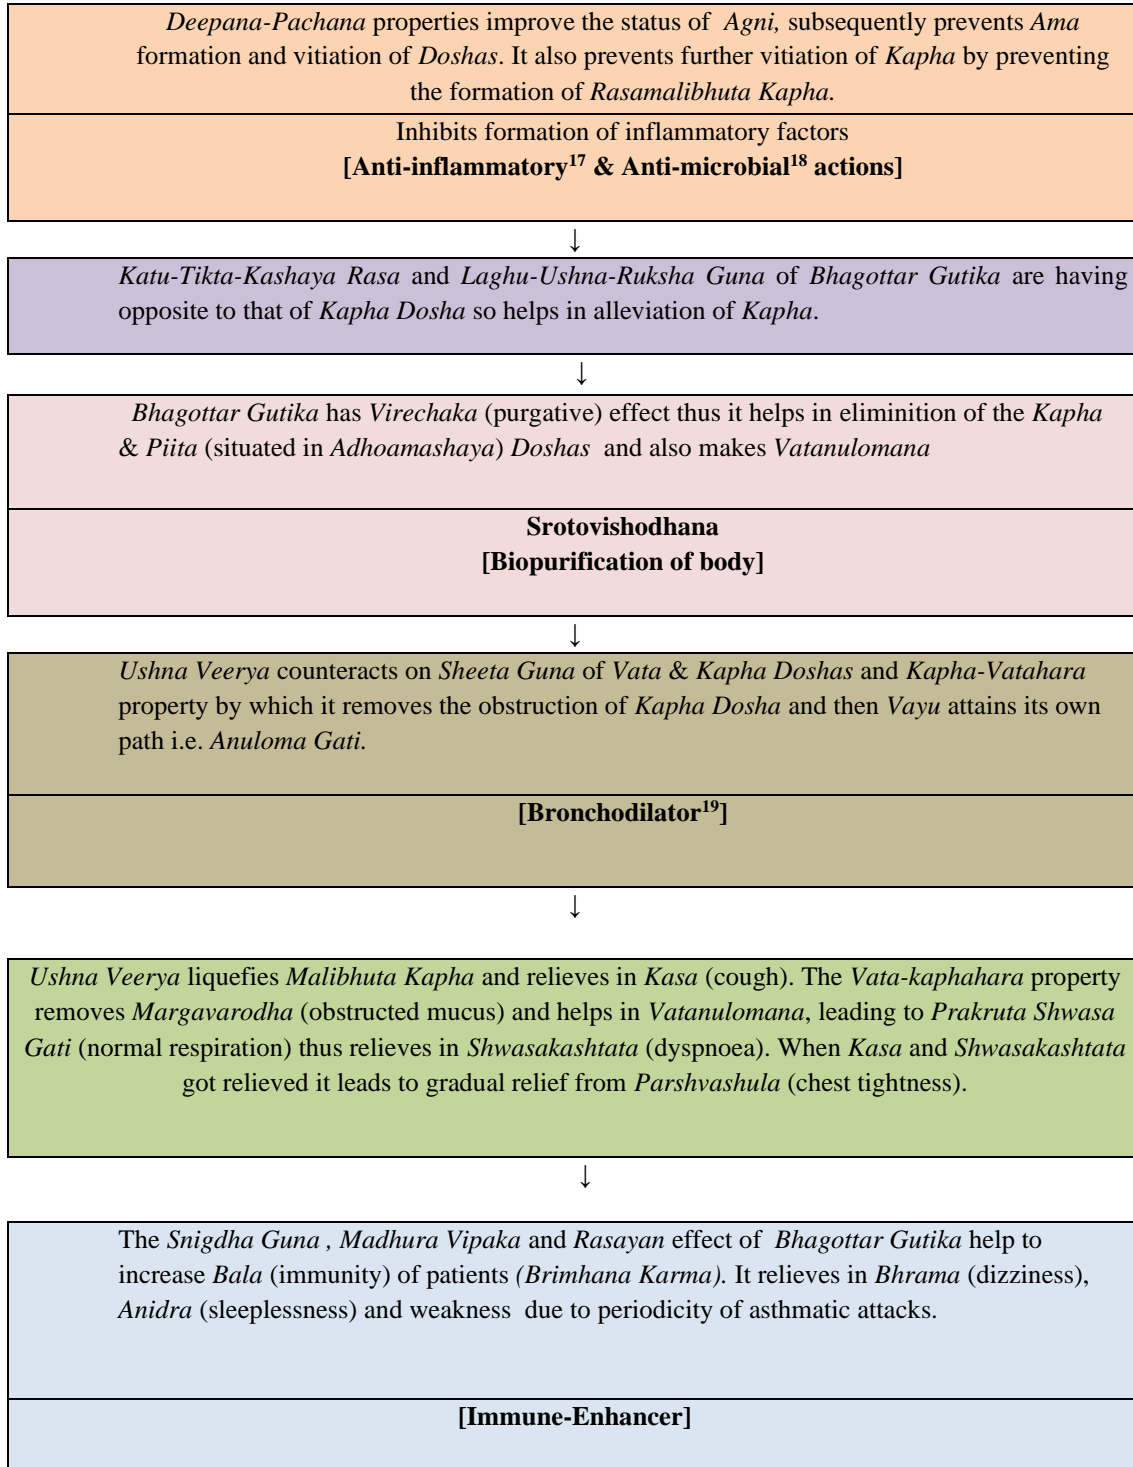 Deepana-Pachana properties improve the status of Agni, subsequently prevents Ama
formation and vitiation of Doshas. It also prevents further vitiation of Kapha by preventing
the formation of Rasamalibhuta Kapha.
Inhibits formation of inflammatory factors
[Anti-inflammatory17 & Anti-microbial18 actions]
↓
Katu-Tikta-Kashaya Rasa and Laghu-Ushna-Ruksha Guna of Bhagottar Gutika are having
opposite to that of Kapha Dosha so helps in alleviation of Kapha.
↓
Bhagottar Gutika has Virechaka (purgative) effect thus it helps in eliminition of the Kapha
& Piita (situated in Adhoamashaya) Doshas and also makes Vatanulomana
Srotovishodhana
[Biopurification of body]
↓
Ushna Veerya counteracts on Sheeta Guna of Vata & Kapha Doshas and Kapha-Vatahara
property by which it removes the obstruction of Kapha Dosha and then Vayu attains its own
path i.e. Anuloma Gati.
[Bronchodilator19]
↓
Ushna Veerya liquefies Malibhuta Kapha and relieves in Kasa (cough). The Vata-kaphahara
property removes Margavarodha (obstructed mucus) and helps in Vatanulomana, leading to Prakruta Shwasa
Gati (normal respiration) thus relieves in Shwasakashtata (dyspnoea). When Kasa and Shwasakashtata
got relieved it leads to gradual relief from Parshvashula (chest tightness).
↓
The Snigdha Guna , Madhura Vipaka and Rasayan effect of Bhagottar Gutika help to
increase Bala (immunity) of patients (Brimhana Karma). It relieves in Bhrama (dizziness),
Anidra (sleeplessness) and weakness due to periodicity of asthmatic attacks.
[Immune-Enhancer]